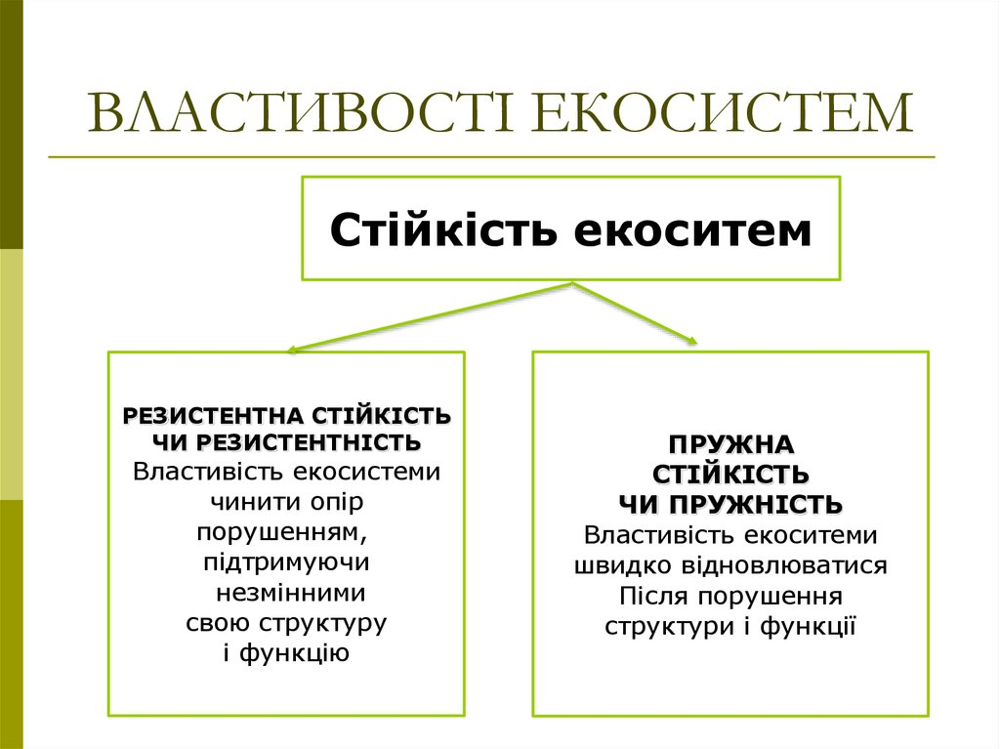 ВЛАСТИВОСТІ ЕКОСИСТЕМ
Стійкість екоситем
РЕЗИСТЕНТНА СТІЙКІСТЬ
ЧИ РЕЗИСТЕНТНІСТЬ
Властивість екосистеми
чинити опір
порушенням,
підтримуючи
незмінними
свою структуру
і функцію
ПРУЖНА
СТІЙКІСТЬ
ЧИ ПРУЖНІСТЬ
Властивість екоситеми
швидко відновлюватися
Після порушення
структури і функції